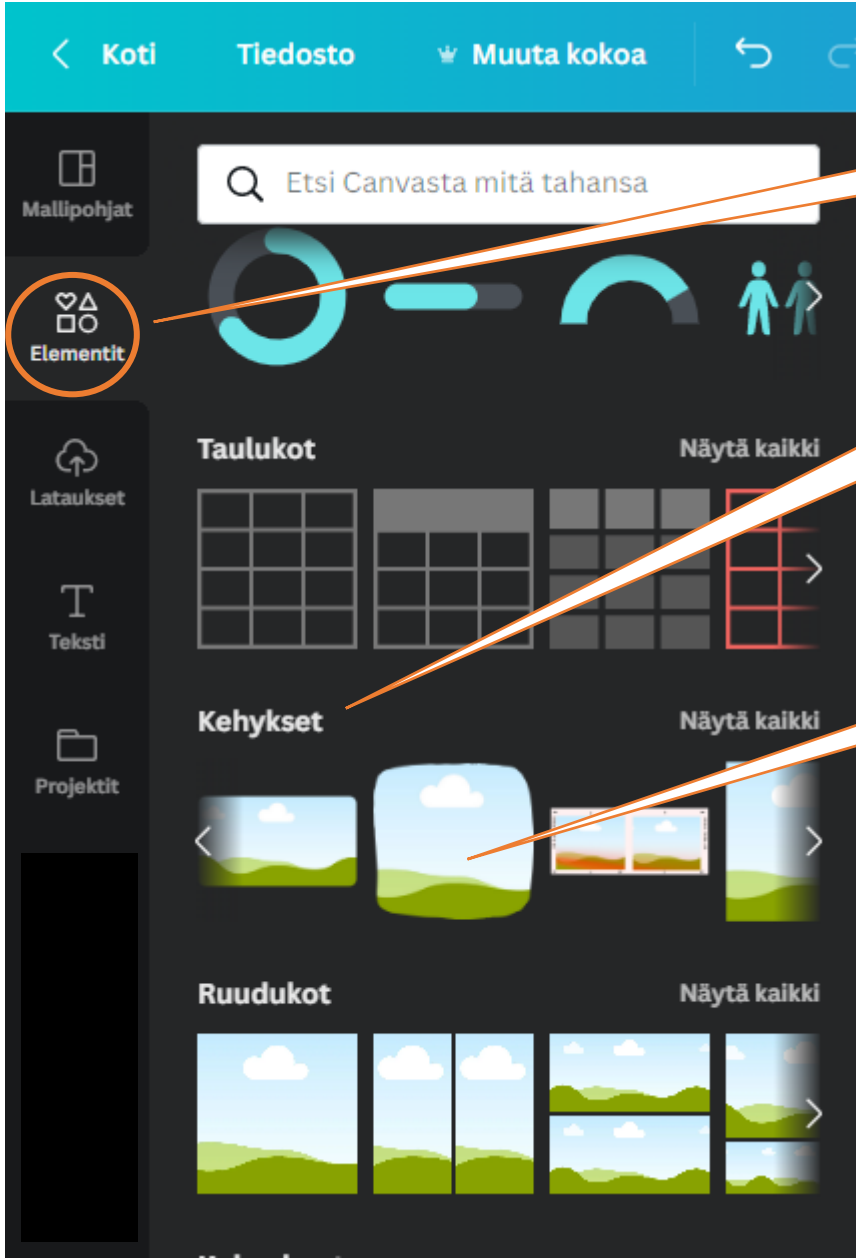 Koti Tiedosto Muuta kokoa
Etsi Canvasta mitä tahansa
Mallipohjat
Elementit
Taulukot Näytä kaikki
Lataukset
Teksti
Kehykset Näytä kaikki
Projektit
Ruudukot Näytä kaikki